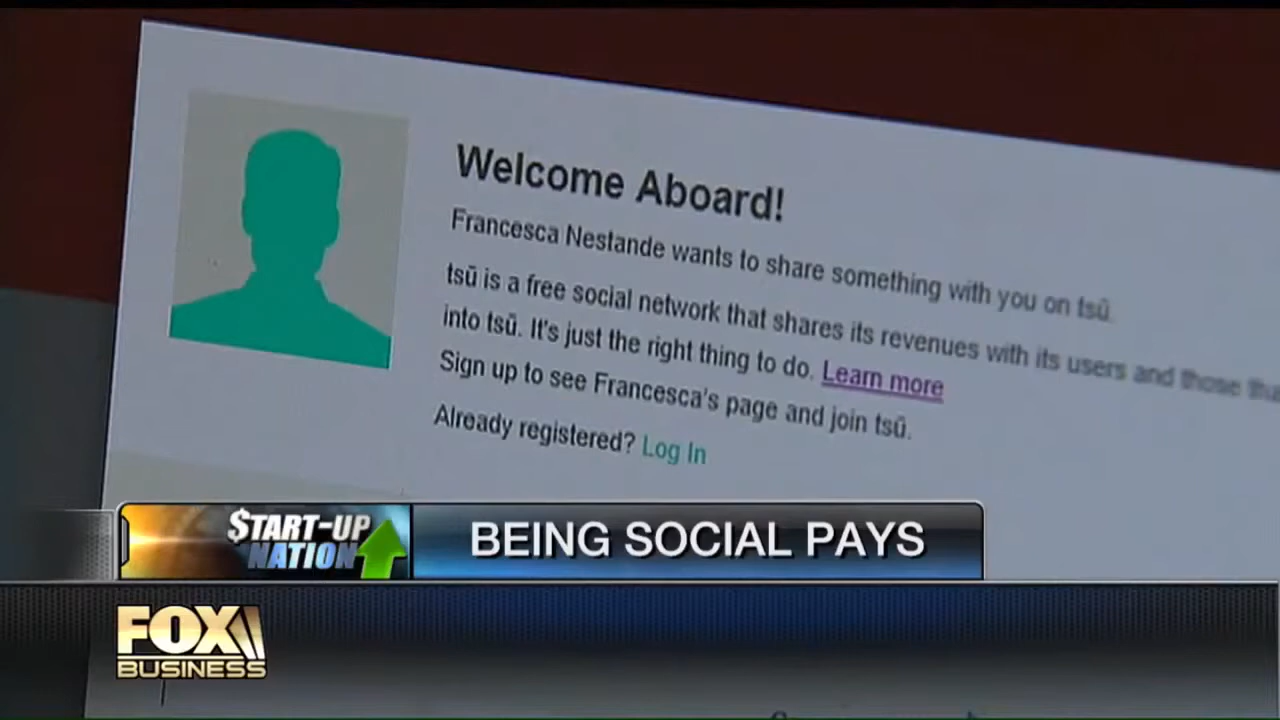 Welcome Aboard!
Francesca Nestande wants to share something with you on tsū.
tsū is a free social network that shares its revenues with its users and those
into tsū. It's just the right thing to do. Learn more
Sign up to see Francesca's page and join tsū.
Already registered? Log In
$TART-UP
NATION
BEING SOCIAL PAYS
FOX
BUSINESS